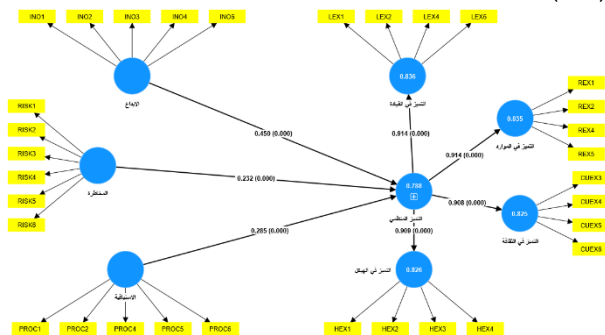 INO1 INO2 INO3 INO4 INO5
LEX1 LEX2 LEX4 LEX5
الابداع
0.836
التميز في القيادة
REX1
REX2
REX4
REX5
0.835
التميز في الموارد
RISK1
RISK2
RISK3
RISK4
RISK5
RISK6
المخاطرة
0.450 (0.000)
0.914 (0.000)
0.914 (0.000)
0.232 (0.000)
0.788
التميز المنظمي
0.908 (0.000)
CUEX3
CUEX4
CUEX5
CUEX6
0.825
التميز في الثقافة
0.285 (0.000)
0.909 (0.000)
الاستباقية
0.826
التميز في الهيكل
PROC1 PROC2 PROC4 PROC5 PROC6
HEX1 HEX2 HEX3 HEX4